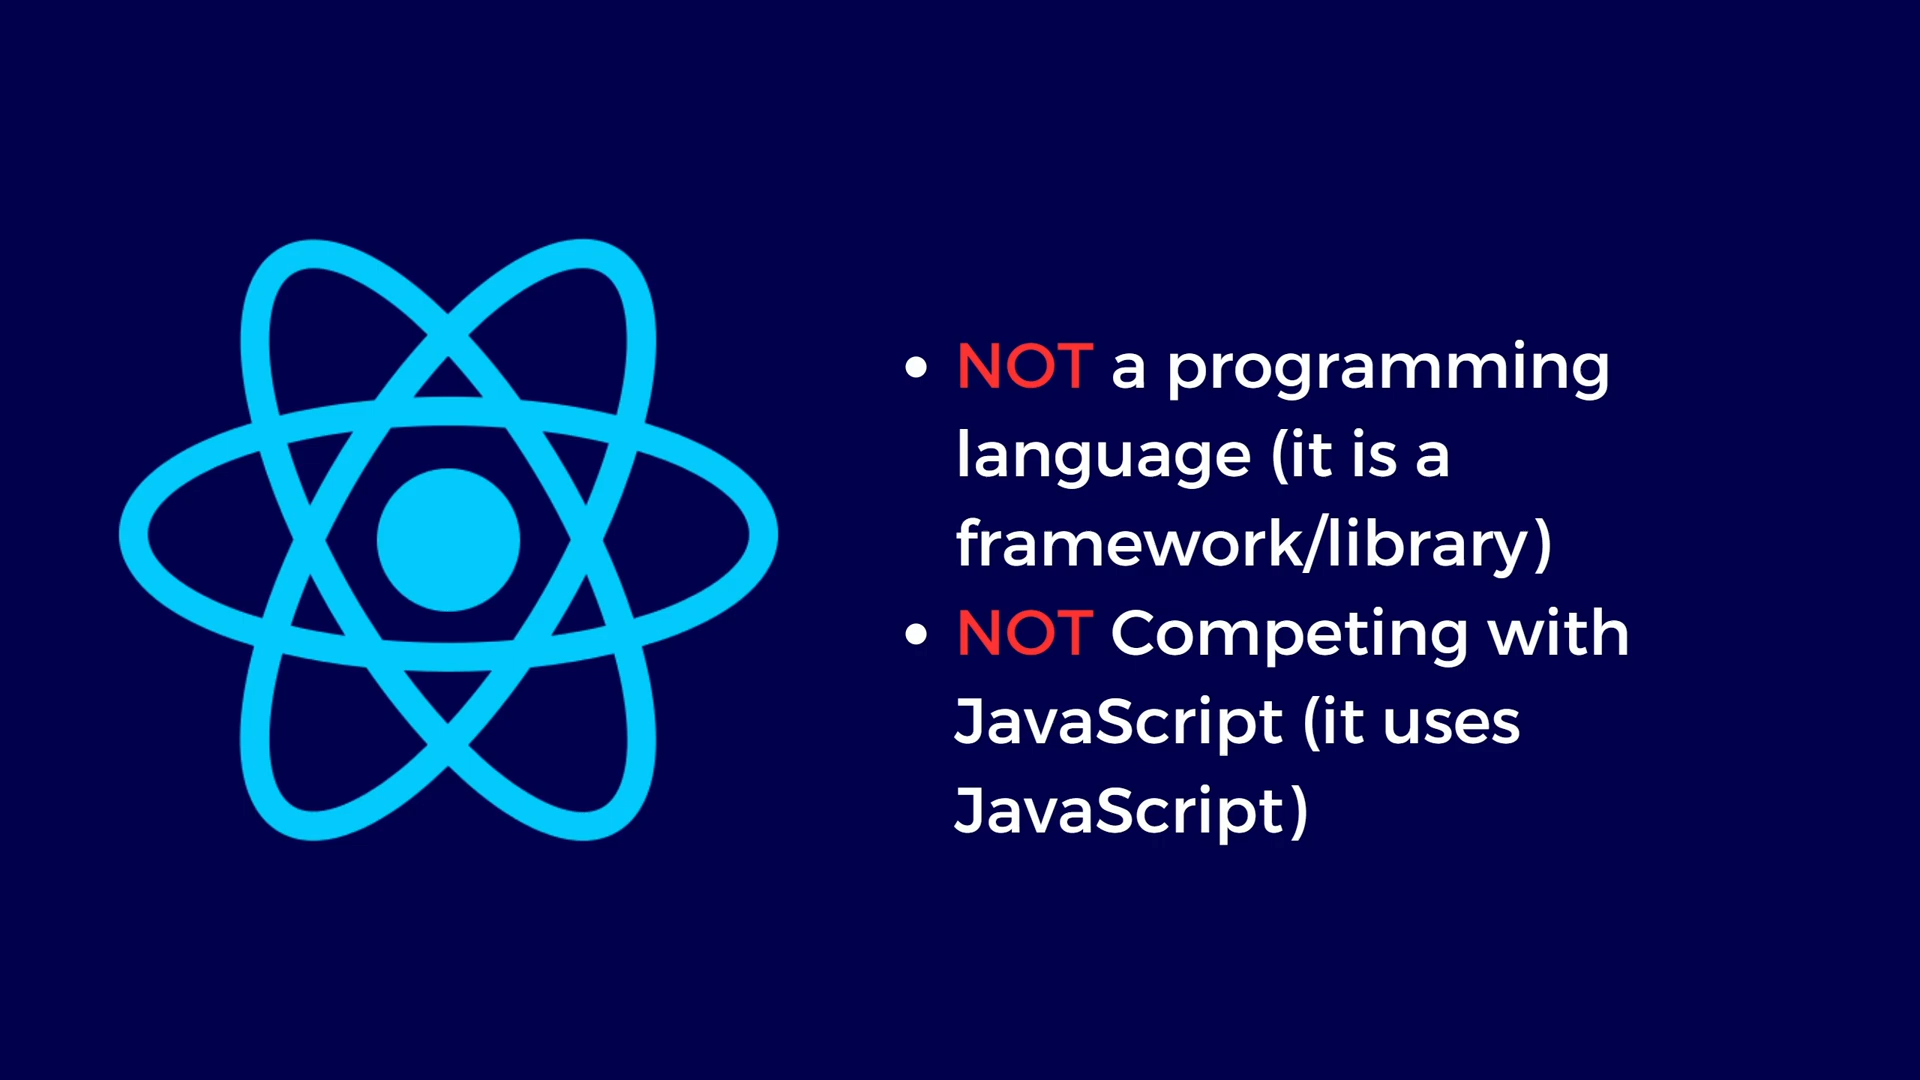 • NOT a programming
language (it is a
framework/library)
• NOT Competing with
JavaScript (it uses
JavaScript)